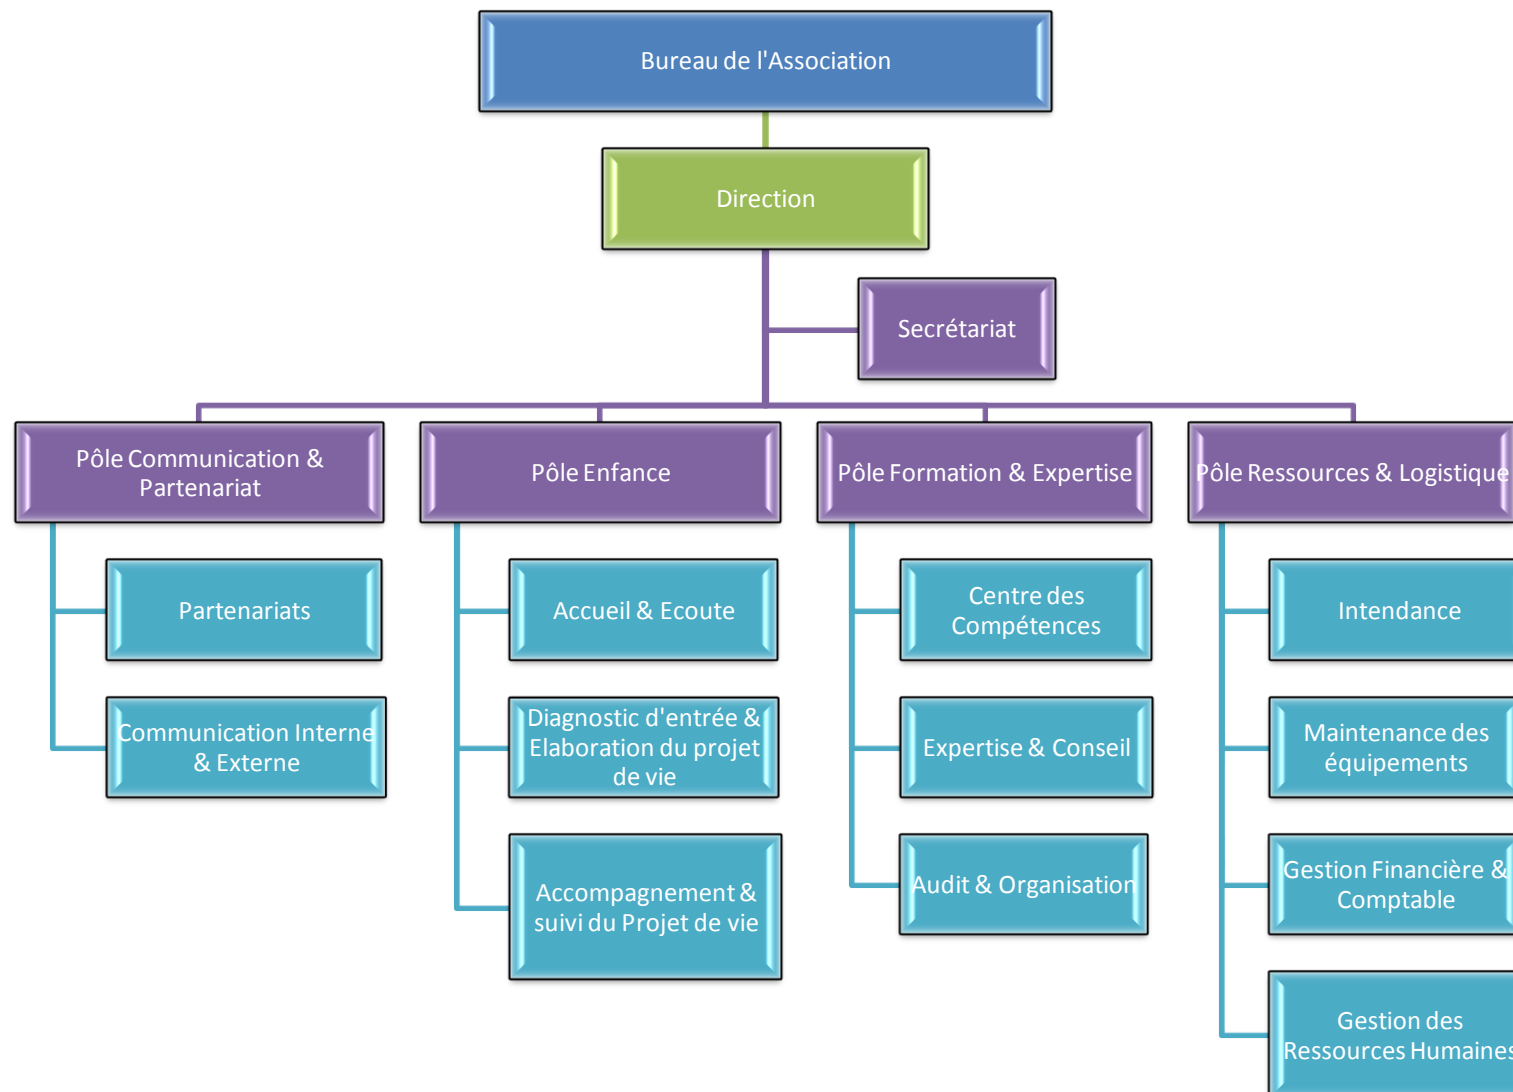 Bureau de l'Association
Direction
Secrétariat
Pôle Communication &
Partenariat
Pôle Enfance
Pôle Formation & Expertise
Pôle Ressources & Logistique
Partenariats
Communication Interne
& Externe
Accueil & Ecoute
Diagnostic d'entrée &
Elaboration du projet
de vie
Accompagnement &
suivi du Projet de vie
Centre des
Compétences
Expertise & Conseil
Audit & Organisation
Intendance
Maintenance des
équipements
Gestion Financière &
Comptable
Gestion des
Ressources Humaines